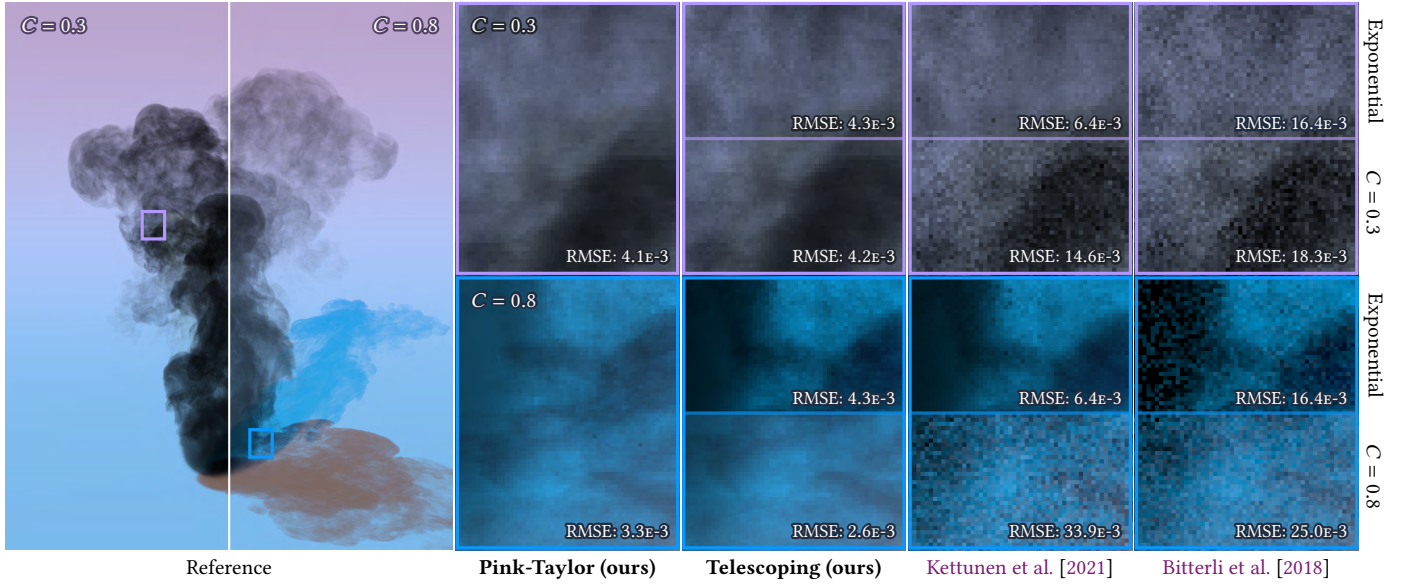 C = 0.3
C = 0.8
C = 0.3
RMSE: 4.1E-3
RMSE: 4.3E-3
RMSE: 6.4E-3
RMSE: 16.4E-3
Exponential
RMSE: 4.2E-3
RMSE: 14.6E-3
RMSE: 18.3E-3
C = 0.3
C = 0.8
RMSE: 3.3E-3
RMSE: 4.3E-3
RMSE: 6.4E-3
RMSE: 16.4E-3
Exponential
RMSE: 2.6E-3
RMSE: 33.9E-3
RMSE: 25.0E-3
C = 0.8
Reference
Pink-Taylor (ours)
Telescoping (ours)
Kettunen et al. [2021]
Bitterli et al. [2018]